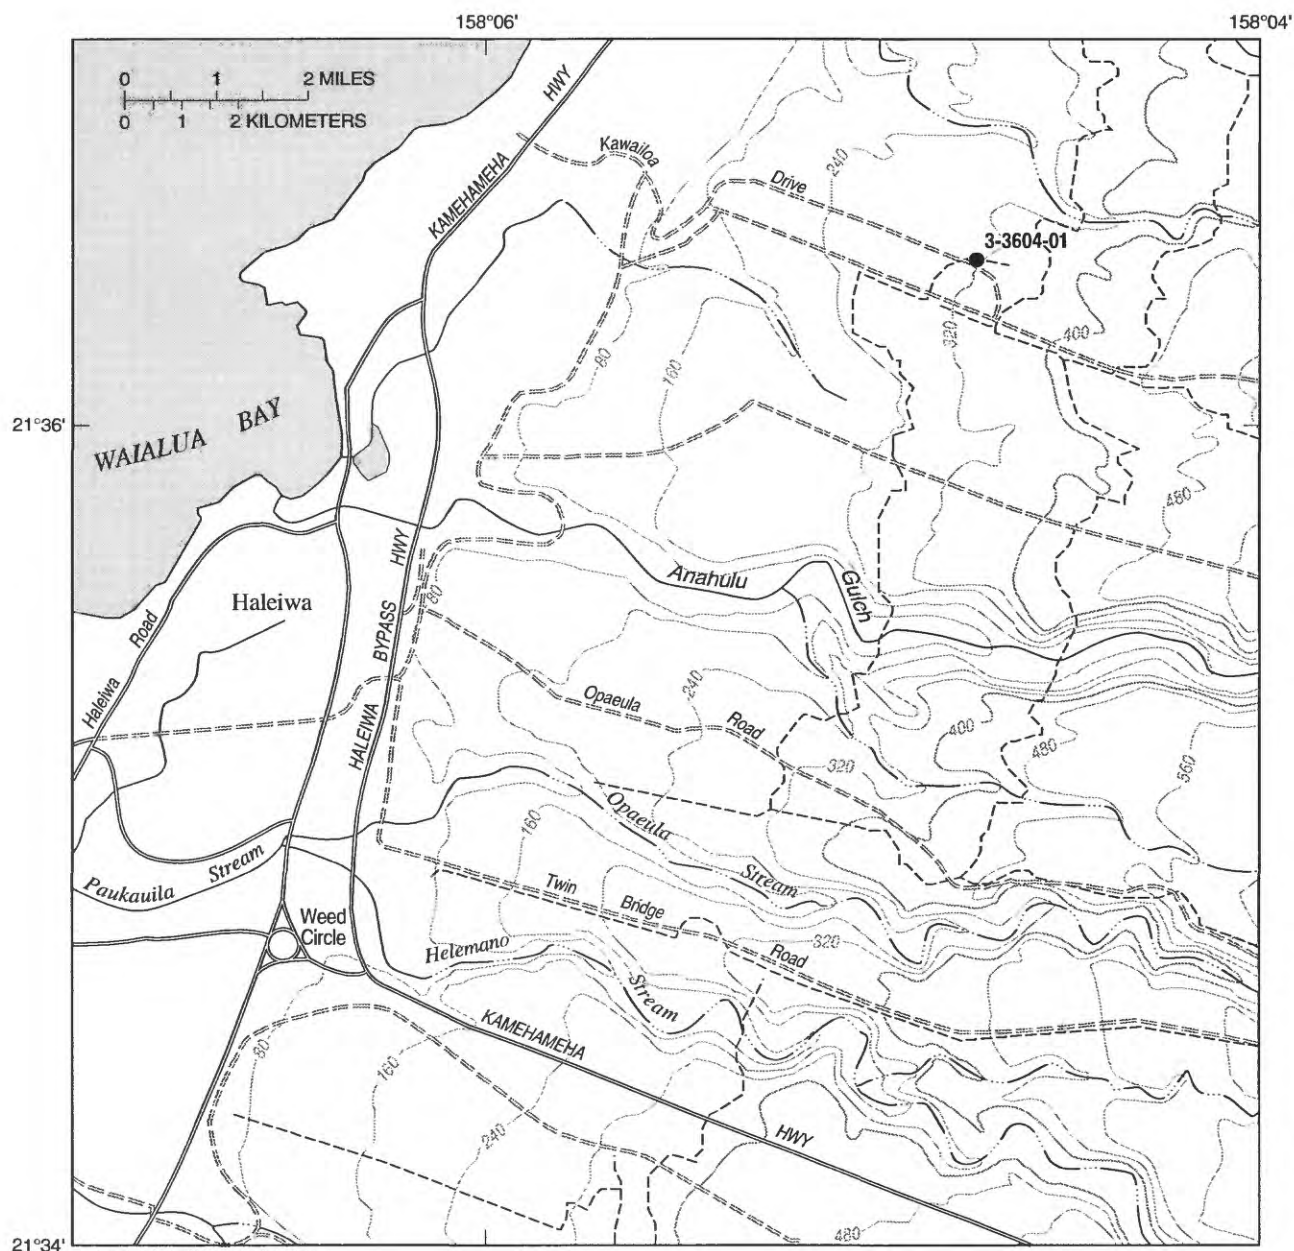 158°06'
158°04'
0 1 2 MILES
0 1 2 KILOMETERS
HWY
KAMEHAMEHA
Kawailoa
Drive
240
3-3604-01
320
400
80
160
21°36'
WAIALUA BAY
480
HWY
Anahulu
Gulch
80
Haleiwa
BYPASS
Road
Haleiwa
HALEIWA
Opaeula
Road
240
400
480
560
320
160
Opaeula
Stream
Paukauila
Stream
Twin
Bridge
Road
320
Weed
Circle
Helemano
Stream
KAMEHAMEHA
HWY
80
160
240
480
21°34'